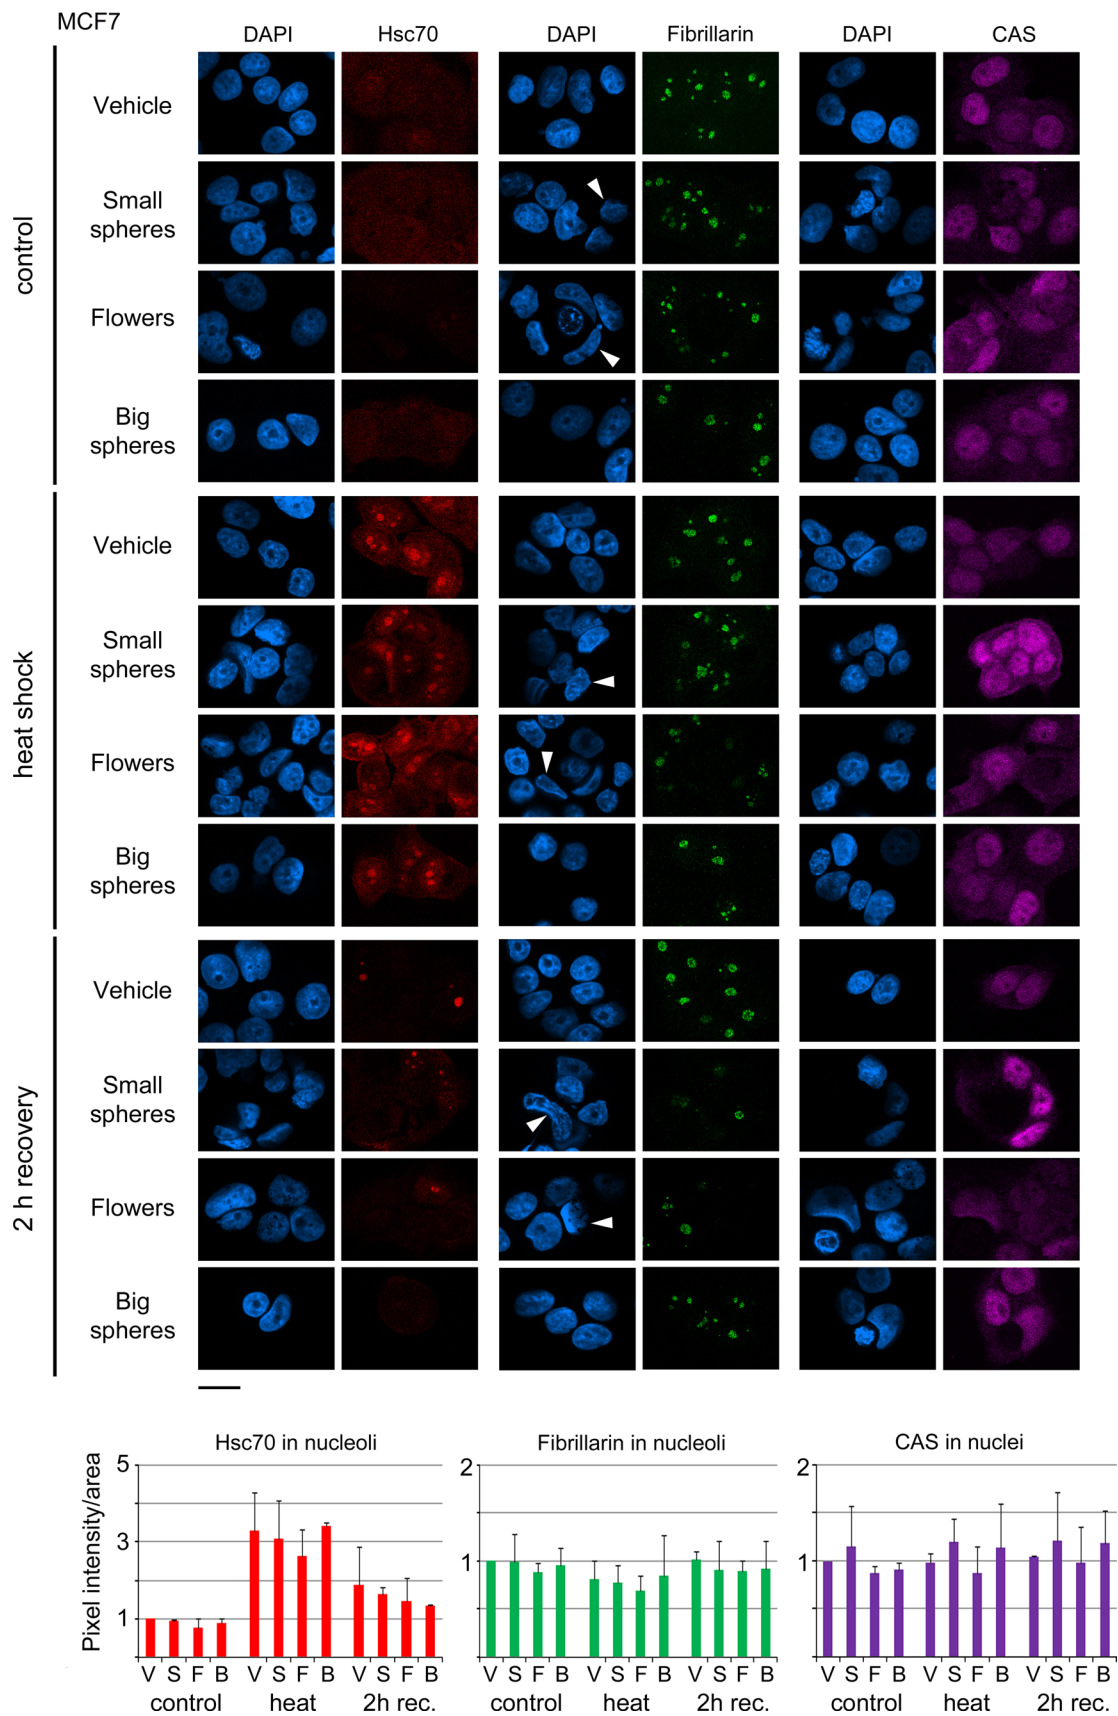 MCF7
DAPI Hsc70 DAPI Fibrillarin DAPI CAS
control
Vehicle
Small
spheres
Flowers
Big
spheres
heat shock
Vehicle
Small
spheres
Flowers
Big
spheres
2 h recovery
Vehicle
Small
spheres
Flowers
Big
spheres
Hsc70 in nucleoli
Pixel intensity/area
5
3
1
V S F B V S F B V S F B
control heat 2h rec.
Fibrillarin in nucleoli
2
1
V S F B V S F B V S F B
control heat 2h rec.
CAS in nuclei
2
1
V S F B V S F B V S F B
control heat 2h rec.